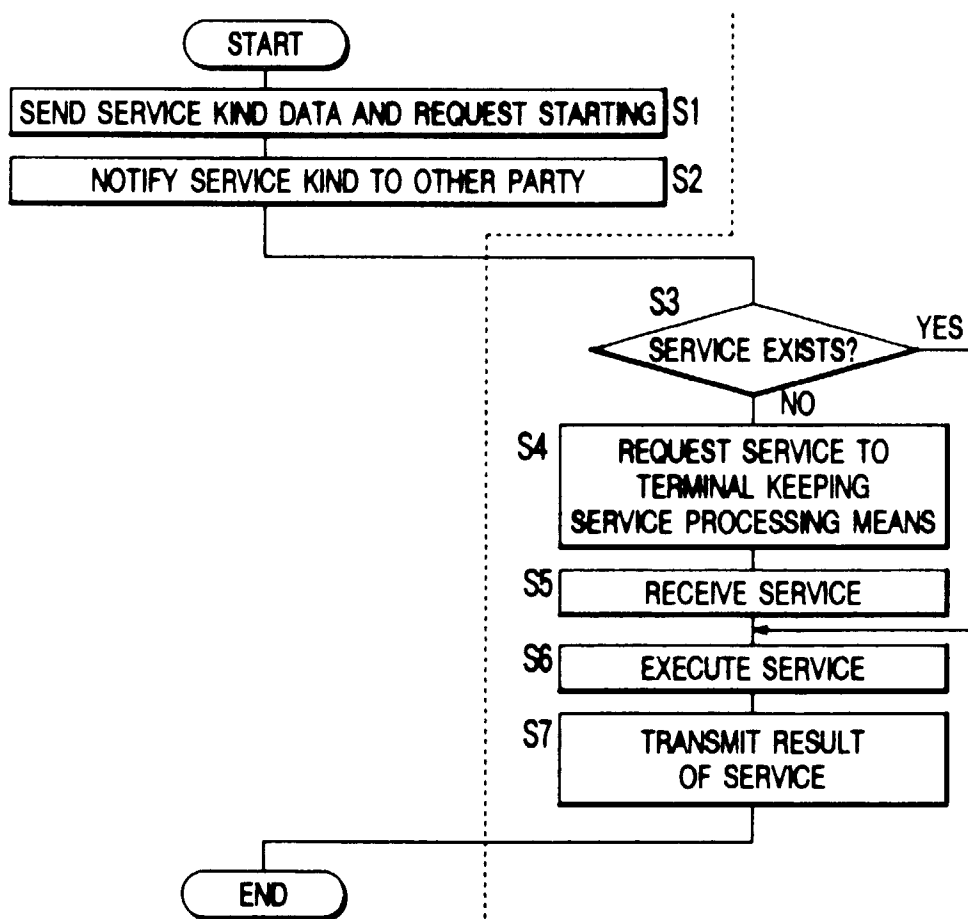 START
SEND SERVICE KIND DATA AND REQUEST STARTING S1
NOTIFY SERVICE KIND TO OTHER PARTY S2
S3
SERVICE EXISTS?
YES
NO
S4
REQUEST SERVICE TO
TERMINAL KEEPING
SERVICE PROCESSING MEANS
S5 RECEIVE SERVICE
S6 EXECUTE SERVICE
S7 TRANSMIT RESULT
OF SERVICE
END